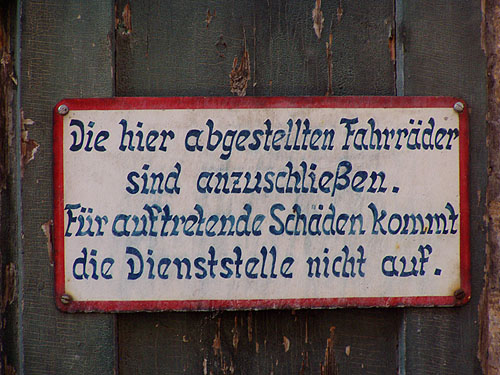 Die hier abgestellten Fahrräder
sind anzuschließen.
Für auftretende Schäden kommt
die Dienststelle nicht auf.